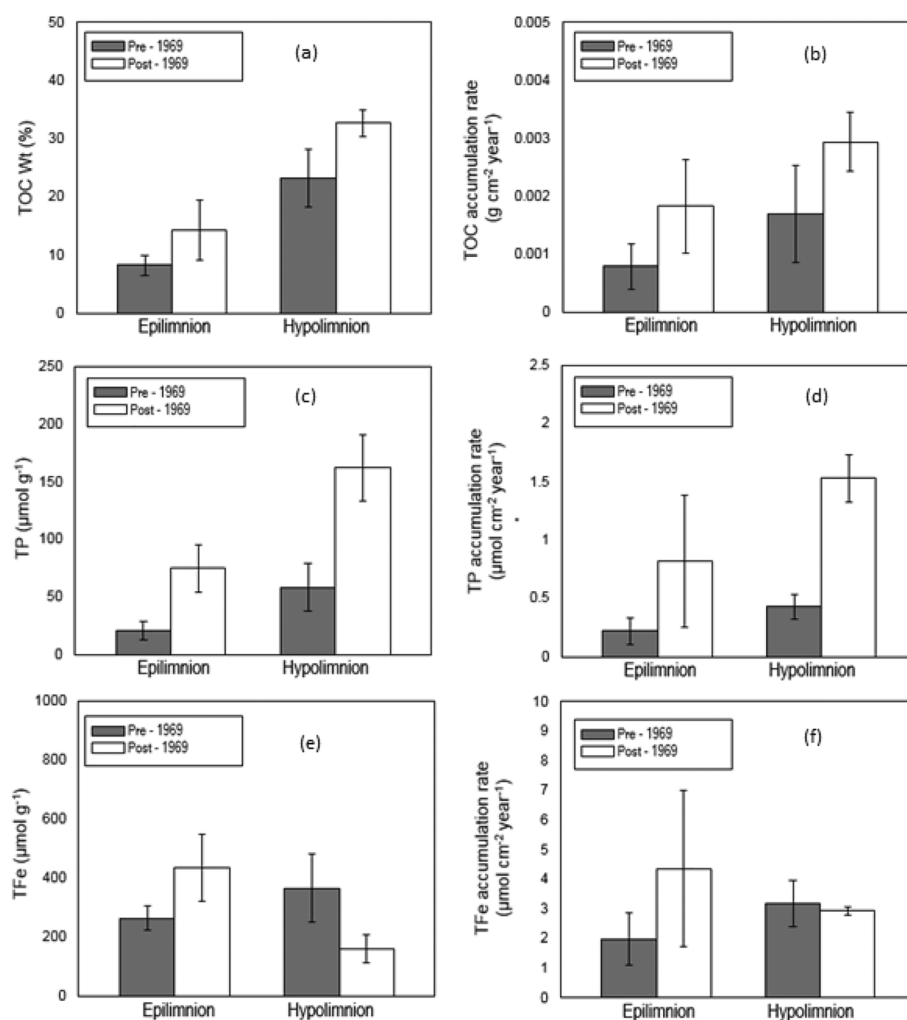 50
40
30
20
10
0
TOC Wt (%)
Pre - 1969
Post - 1969
(a)
Epilimnion
Hypolimnion
0.005
0.004
0.003
0.002
0.001
0
TOC accumulation rate
(g cm⁻² year⁻¹)
Pre - 1969
Post - 1969
(b)
Epilimnion
Hypolimnion
250
200
150
100
50
0
TP (µmol g⁻¹)
Pre - 1969
Post - 1969
(c)
Epilimnion
Hypolimnion
2.5
2
1.5
1
0.5
0
TP accumulation rate
(µmol cm⁻² year⁻¹)
Pre - 1969
Post - 1969
(d)
Epilimnion
Hypolimnion
1000
800
600
400
200
0
TFe (µmol g⁻¹)
Pre - 1969
Post - 1969
(e)
Epilimnion
Hypolimnion
10
9
8
7
6
5
4
3
2
1
0
TFe accumulation rate
(µmol cm⁻² year⁻¹)
Pre - 1969
Post - 1969
(f)
Epilimnion
Hypolimnion